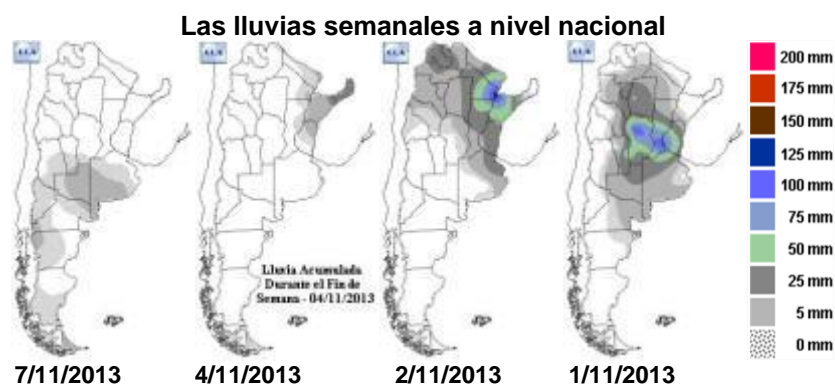 Las lluvias semanales a nivel nacional
200 mm
175 mm
150 mm
125 mm
100 mm
75 mm
50 mm
25 mm
5 mm
0 mm
Lluvia Acumulada
Durante el Fin de
Semana - 04/11/2013
7/11/2013 4/11/2013 2/11/2013 1/11/2013